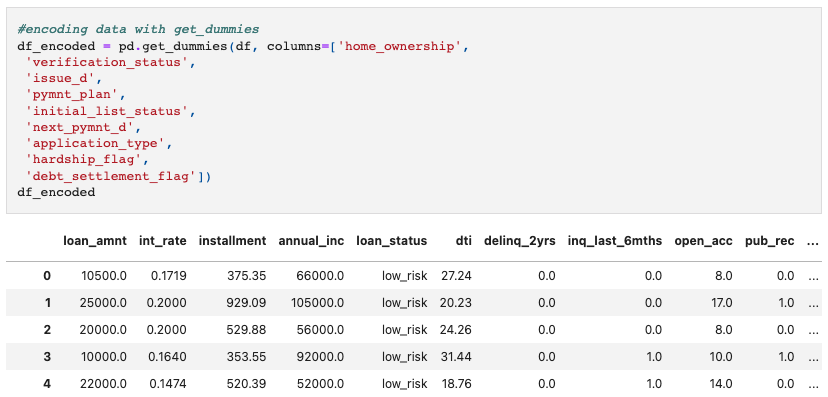 #encoding data with get_dummies
df_encoded = pd.get_dummies(df, columns=['home_ownership',
'verification_status',
'issue_d',
'pymnt_plan',
'initial_list_status',
'next_pymnt_d',
'application_type',
'hardship_flag',
'debt_settlement_flag'])
df_encoded
loan_amnt int_rate installment annual_inc loan_status dti delinq_2yrs inq_last_6mths open_acc pub_rec ...
0 10500.0 0.1719 375.35 66000.0 low_risk 27.24 0.0 0.0 8.0 0.0 ...
1 25000.0 0.2000 929.09 105000.0 low_risk 20.23 0.0 0.0 17.0 1.0 ...
2 20000.0 0.2000 529.88 56000.0 low_risk 24.26 0.0 0.0 8.0 0.0 ...
3 10000.0 0.1640 353.55 92000.0 low_risk 31.44 0.0 1.0 10.0 1.0 ...
4 22000.0 0.1474 520.39 52000.0 low_risk 18.76 0.0 1.0 14.0 0.0 ...